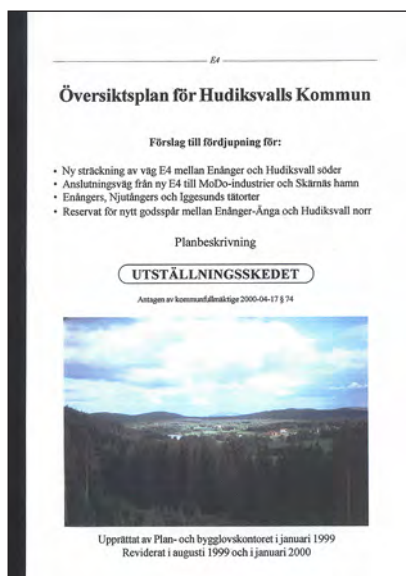 E4
Översiktsplan för Hudiksvalls Kommun
Förslag till fördjupning för:
• Ny sträckning av väg E4 mellan Enånger och Hudiksvall söder
• Anslutningsväg från ny E4 till MoDo-industrier och Skärnäs hamn
• Enångers, Njutångers och Iggesunds tätorter
• Reservat för nytt godsspår mellan Enånger-Änga och Hudiksvall norr
Planbeskrivning
UTSTÄLLNINGSSKEDET
Antagen av kommunfullmäktige 2000-04-17 § 74
Upprättat av Plan- och bygglovskontoret i januari 1999
Reviderat i augusti 1999 och i januari 2000